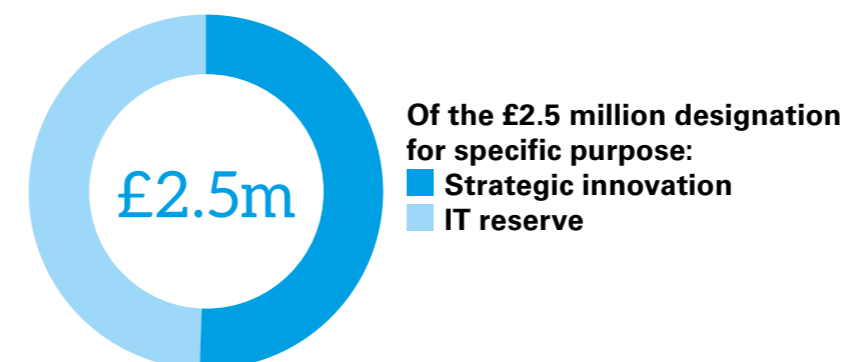 £2.5m
Of the £2.5 million designation
for specific purpose:
Strategic innovation
IT reserve